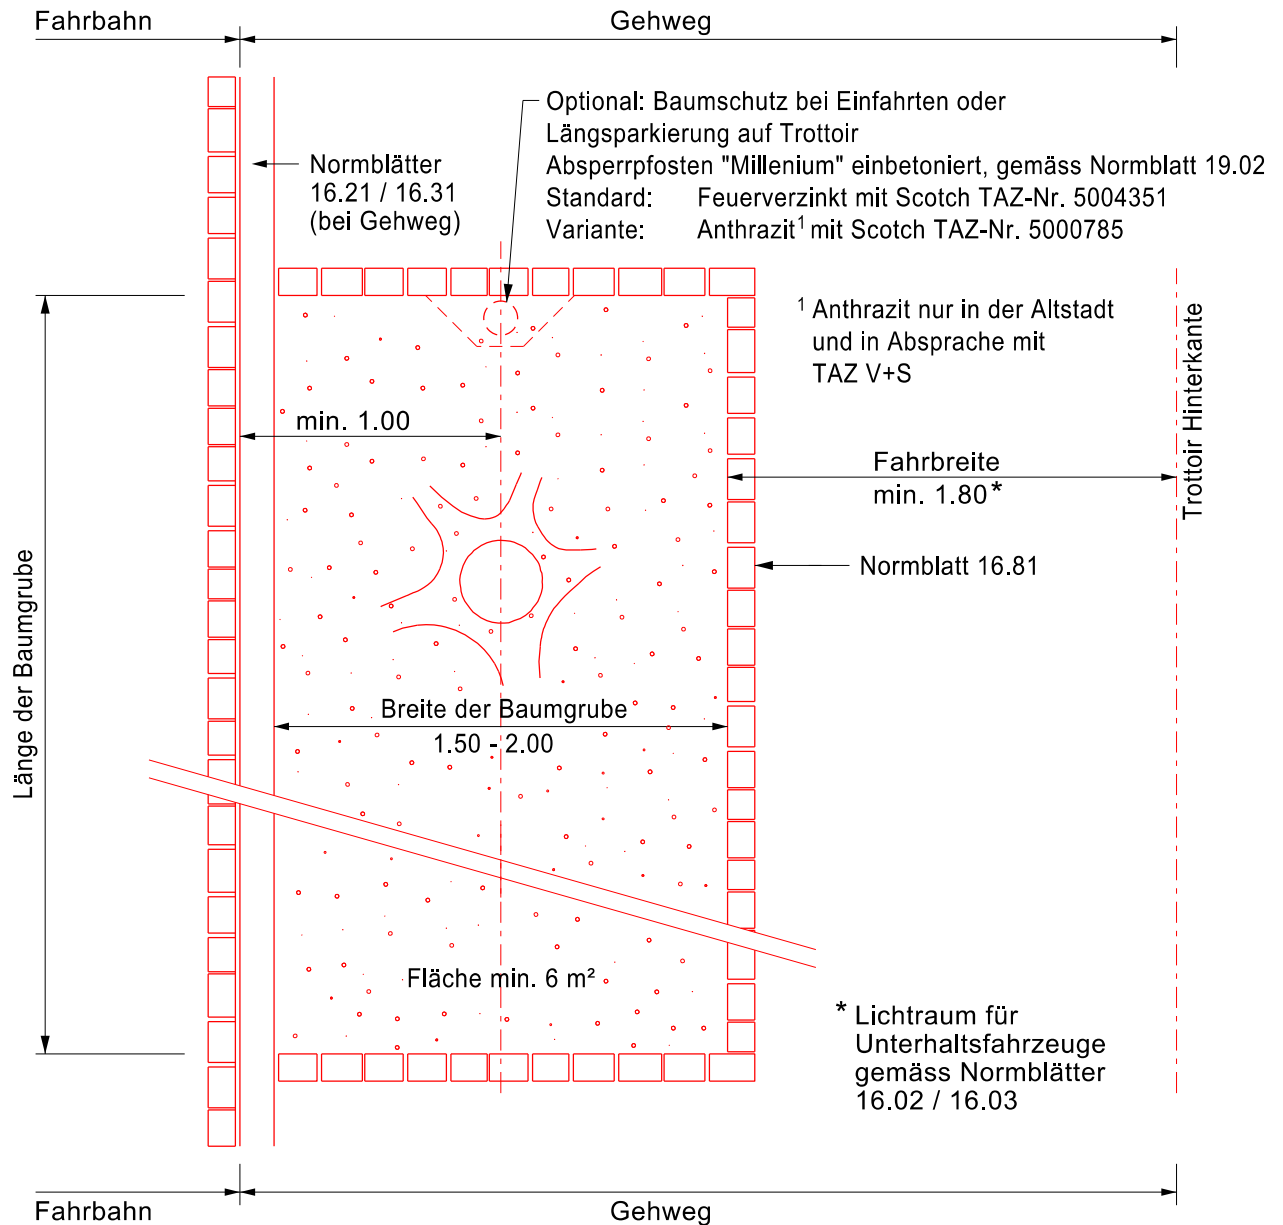 Fahrbahn
Gehweg
Optional: Baumschutz bei Einfahrten oder
Längsparkierung auf Trottoir
Absperrpfosten "Millenium" einbetoniert, gemäss Normblatt 19.02
Standard: Feuerverzinkt mit Scotch TAZ-Nr. 5004351
Variante: Anthrazit¹ mit Scotch TAZ-Nr. 5000785
Normblätter
16.21 / 16.31
(bei Gehweg)
¹ Anthrazit nur in der Altstadt
und in Absprache mit
TAZ V+S
min. 1.00
Fahrbreite
min. 1.80*
Trottoir Hinterkante
Normblatt 16.81
Länge der Baumgrube
Breite der Baumgrube
1.50 - 2.00
Fläche min. 6 m²
* Lichtraum für
Unterhaltsfahrzeuge
gemäss Normblätter
16.02 / 16.03
Fahrbahn
Gehweg